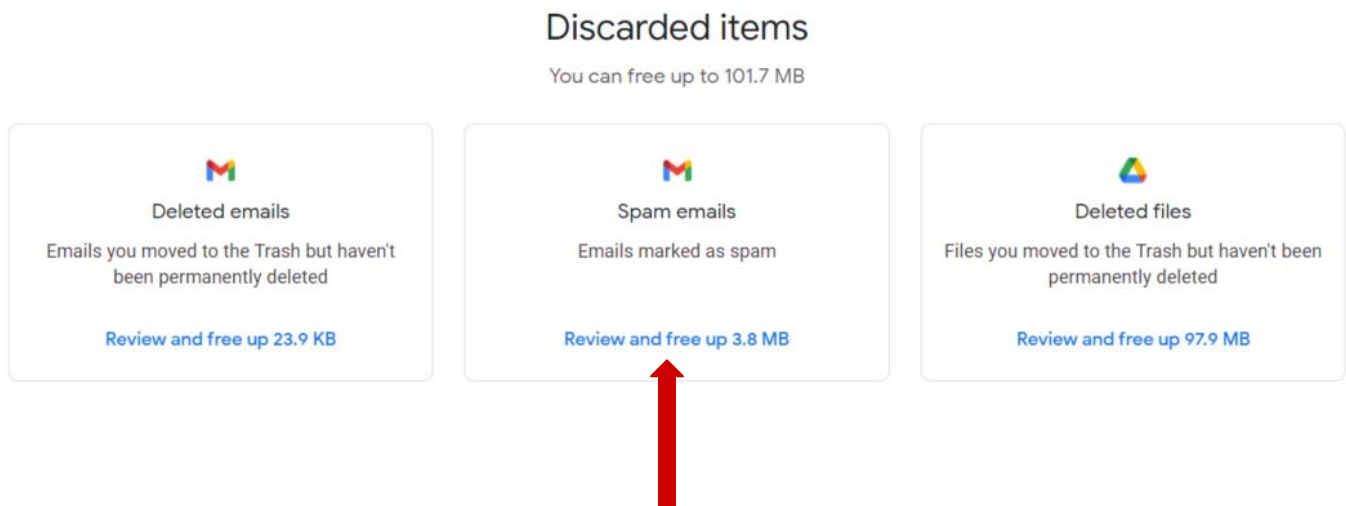 Discarded items
You can free up to 101.7 MB
Deleted emails
Emails you moved to the Trash but haven't
been permanently deleted
Review and free up 23.9 KB
Spam emails
Emails marked as spam
Review and free up 3.8 MB
Deleted files
Files you moved to the Trash but haven't been
permanently deleted
Review and free up 97.9 MB